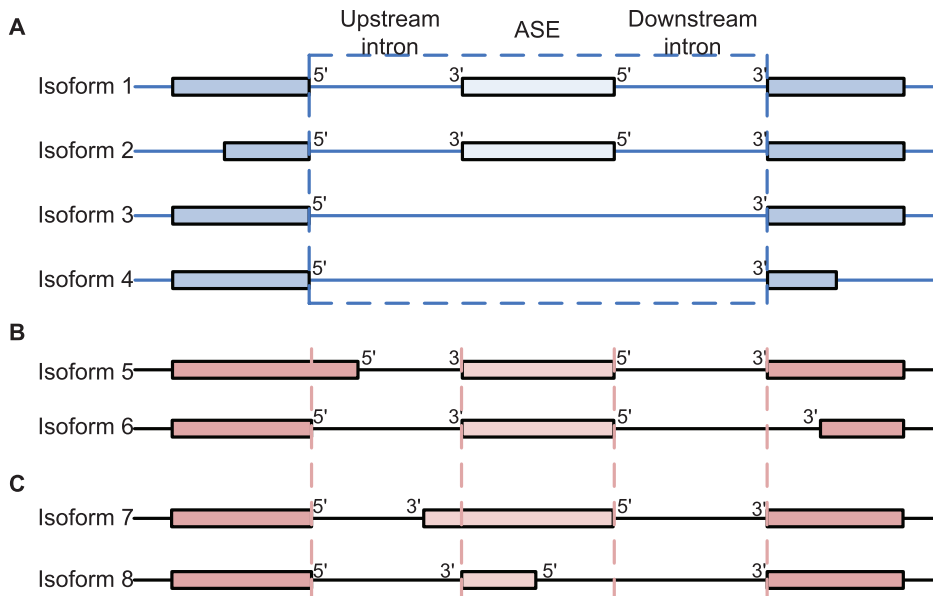 A
Upstream intron
ASE
Downstream intron
Isoform 1 5' 3' 5' 3'
Isoform 2 5' 3' 5' 3'
Isoform 3 5' 3'
Isoform 4 5' 3'
B
Isoform 5 5' 3' 5' 3'
Isoform 6 5' 3' 5' 3'
C
Isoform 7 5' 3' 5' 3'
Isoform 8 5' 3' 5' 3'